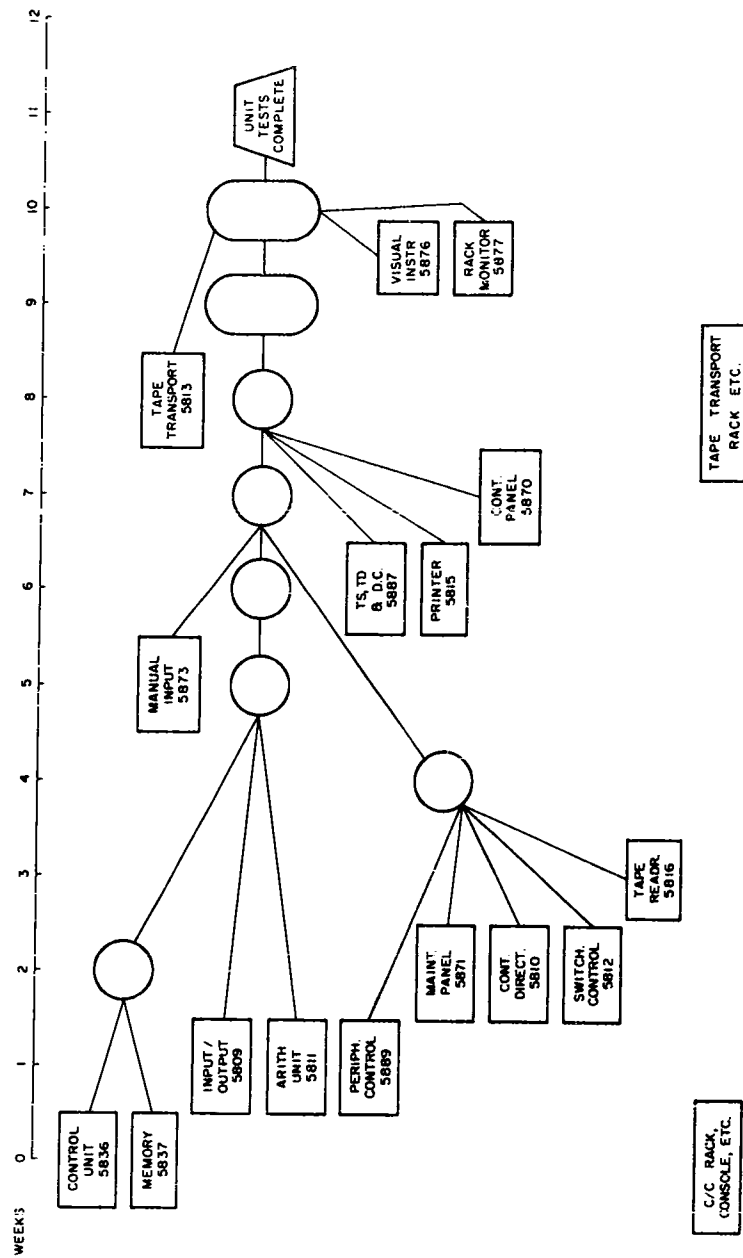 WEEKS
0 1 2 3 4 5 6 7 8 9 10 11 12
CONTROL
UNIT
5836
MEMORY
5837
INPUT/
OUTPUT
5809
ARITH
UNIT
5811
PERIPH.
CONTROL
5889
MAINT.
PANEL
5871
CONT.
DIRECT.
5810
SWITCH.
CONTROL
5812
TAPE
READR.
5816
MANUAL
INPUT
5873
TS, TD
& D.C.
5887
PRINTER
5815
CONT.
PANEL
5870
TAPE
TRANSPORT
5813
VISUAL
INSTR
5876
RACK
MONITOR
5877
UNIT
TESTS
COMPLETE
C/C RACK,
CONSOLE, ETC.
TAPE TRANSPORT
RACK ETC.